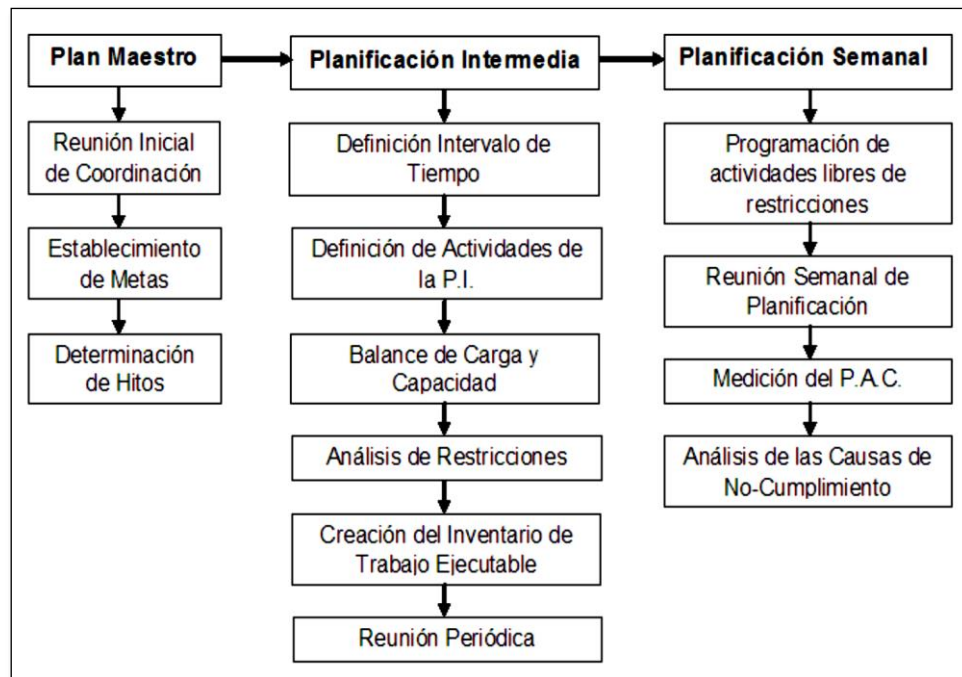 Plan Maestro
Reunión Inicial
de Coordinación
Establecimiento
de Metas
Determinación
de Hitos
Planificación Intermedia
Definición Intervalo de
Tiempo
Definición de Actividades de
la P.I.
Balance de Carga y
Capacidad
Análisis de Restricciones
Creación del Inventario de
Trabajo Ejecutable
Reunión Periódica
Planificación Semanal
Programación de
actividades libres de
restricciones
Reunión Semanal de
Planificación
Medición del P.A.C.
Análisis de las Causas de
No-Cumplimiento